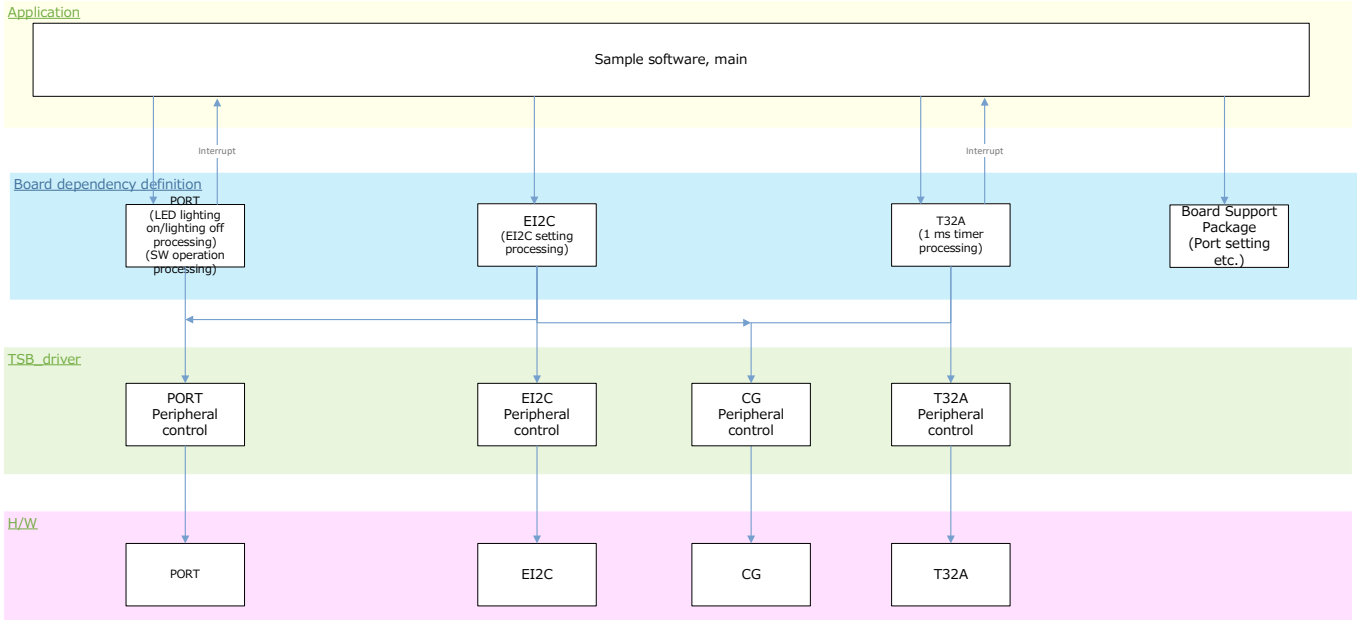 Application
Sample software, main
Interrupt
Interrupt
Board dependency definition
PORT
(LED lighting
on/lighting off
processing)
(SW operation
processing)
EI2C
(EI2C setting
processing)
T32A
(1 ms timer
processing)
Board Support
Package
(Port setting
etc.)
TSB_driver
PORT
Peripheral
control
EI2C
Peripheral
control
CG
Peripheral
control
T32A
Peripheral
control
H/W
PORT
EI2C
CG
T32A